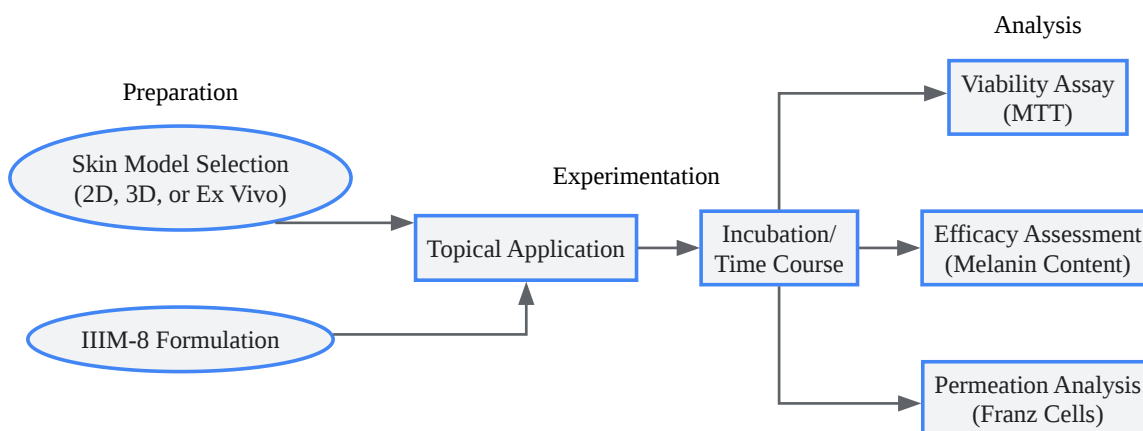 Preparation
Skin Model Selection
(2D, 3D, or Ex Vivo)
IIIM-8 Formulation
Experimentation
Topical Application
Incubation/
Time Course
Analysis
Viability Assay
(MTT)
Efficacy Assessment
(Melanin Content)
Permeation Analysis
(Franz Cells)